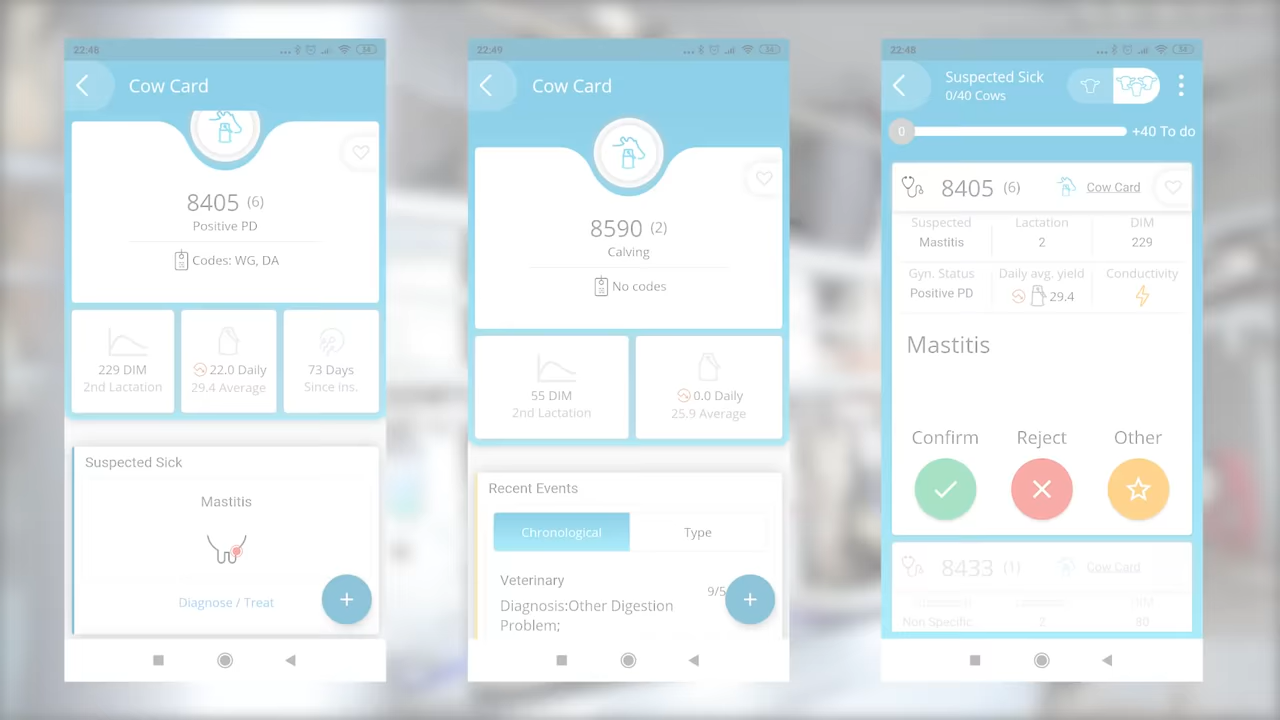 22:48
54
Cow Card
8405 (6)
Positive PD
Codes: WG, DA
229 DIM
2nd Lactation
22.0 Daily
29.4 Average
73 Days
Since ins.
Suspected Sick
Mastitis
Diagnose / Treat
+
22:49
54
Cow Card
8590 (2)
Calving
No codes
55 DIM
2nd Lactation
0.0 Daily
25.9 Average
Recent Events
Chronological
Type
Veterinary
9/5
Diagnosis:Other Digestion
Problem;
+
22:48
54
Suspected Sick
0/40 Cows
0
+40 To do
8405 (6)
Cow Card
Suspected
Lactation
DIM
Mastitis
2
229
Gyn. Status
Daily avg. yield
Conductivity
Positive PD
29.4
Mastitis
Confirm
Reject
Other
8433 (1)
Cow Card
DIM
Non Specific
2
80